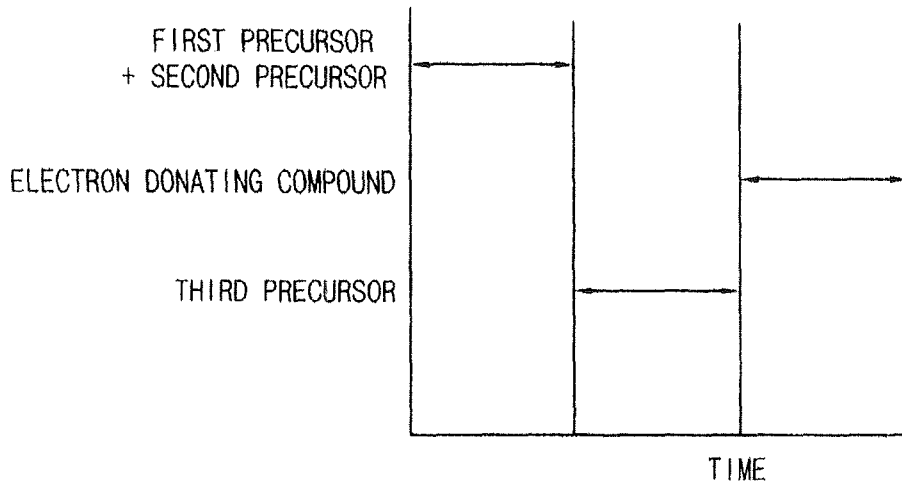 FIRST PRECURSOR
+ SECOND PRECURSOR
ELECTRON DONATING COMPOUND
THIRD PRECURSOR
TIME